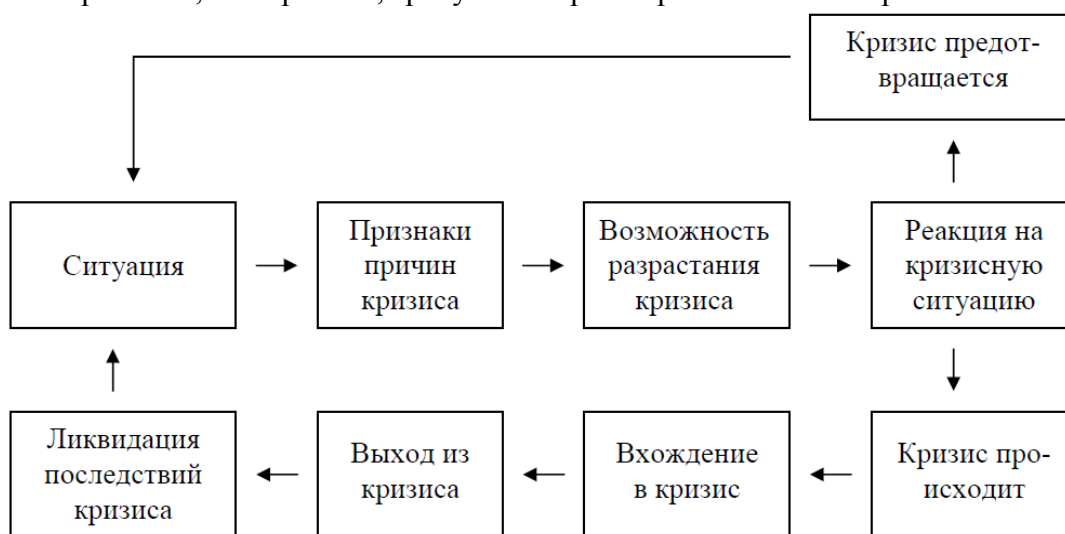 Кризис предот-
вращается
Ситуация
Признаки
причин
кризиса
Возможность
разрастания
кризиса
Реакция на
кризисную
ситуацию
Ликвидация
последствий
кризиса
Выход из
кризиса
Вхождение
в кризис
Кризис про-
исходит